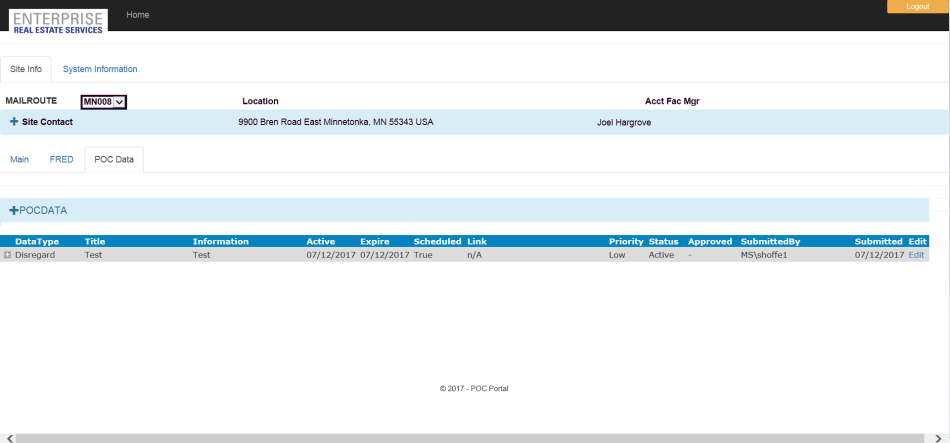 ENTERPRISE
REAL ESTATE SERVICES
Home
Logout
Site Info System Information
MAILROUTE MN008 Location Acct Fac Mgr
Site Contact 9900 Bren Road East Minnetonka, MN 55343 USA Joel Hargrove
Main FRED POC Data
+POCDATA
DataType Title Information Active Expire Scheduled Link Priority Status Approved SubmittedBy Submitted Edit
Disregard Test Test 07/12/2017 07/12/2017 True n/A Low Active - MS\shoffe1 07/12/2017 Edit
© 2017 - POC Portal